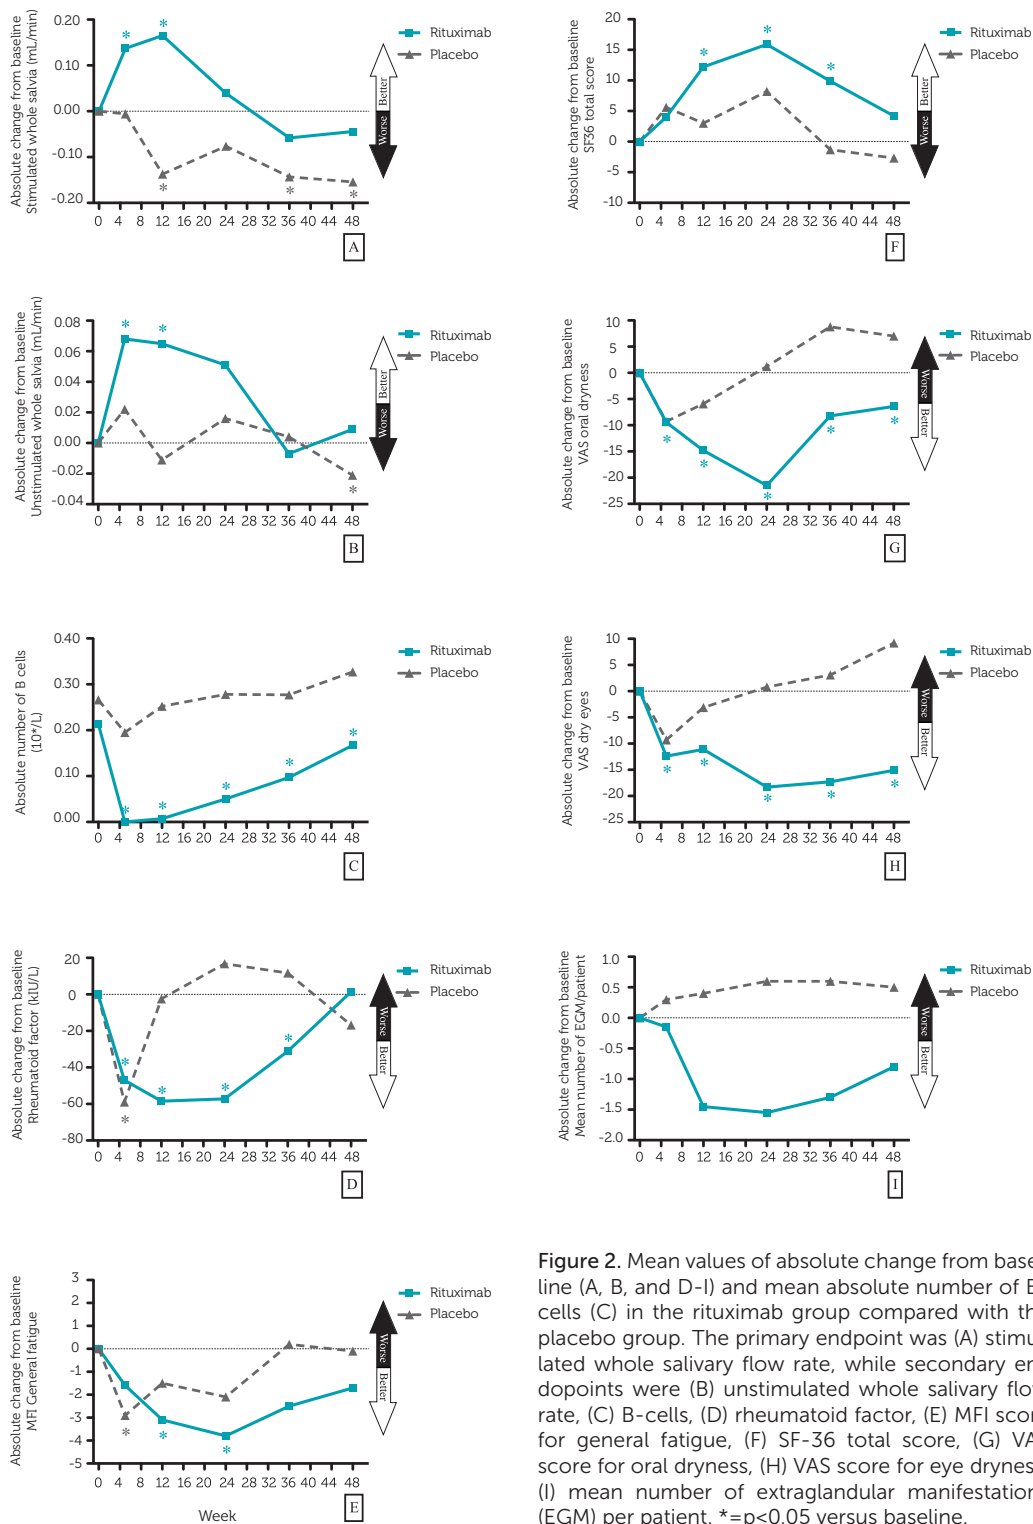 Absolute change from baseline
Stimulated whole salvia (mL/min)
0.20
0.10
0.00
-0.10
-0.20
0 4 8 12 16 20 24 28 32 36 40 44 48
* * * * *
Better
Worse
Rituximab
Placebo
A
Absolute change from baseline
SF36 total score
20
15
10
5
0
-5
-10
0 4 8 12 16 20 24 28 32 36 40 44 48
* * *
Better
Worse
Rituximab
Placebo
F
Absolute change from baseline
Unstimulated whole salvia (mL/min)
0.08
0.06
0.04
0.02
0.00
-0.02
-0.04
0 4 8 12 16 20 24 28 32 36 40 44 48
* * *
Better
Worse
Rituximab
Placebo
B
Absolute change from baseline
VAS oral dryness
10
5
0
-5
-10
-15
-20
-25
0 4 8 12 16 20 24 28 32 36 40 44 48
* * * * *
Worse
Better
Rituximab
Placebo
G
Absolute number of B cells
(10*/L)
0.40
0.30
0.20
0.10
0.00
0 4 8 12 16 20 24 28 32 36 40 44 48
* * * * *
Rituximab
Placebo
C
Absolute change from baseline
VAS dry eyes
10
5
0
-5
-10
-15
-20
-25
0 4 8 12 16 20 24 28 32 36 40 44 48
* * * * *
Worse
Better
Rituximab
Placebo
H
Absolute change from baseline
Rheumatoid factor (kIU/L)
20
0
-20
-40
-60
-80
0 4 8 12 16 20 24 28 32 36 40 44 48
* * * * *
Worse
Better
Rituximab
Placebo
D
Absolute change from baseline
Mean number of EGM/patient
1.0
0.5
0.0
-0.5
-1.0
-1.5
-2.0
0 4 8 12 16 20 24 28 32 36 40 44 48
Worse
Better
Rituximab
Placebo
I
Absolute change from baseline
MFI General fatigue
3
2
1
0
-1
-2
-3
-4
-5
0 4 8 12 16 20 24 28 32 36 40 44 48
* * *
Week
Worse
Better
Rituximab
Placebo
E
Figure 2. Mean values of absolute change from base
line (A, B, and D-I) and mean absolute number of B
cells (C) in the rituximab group compared with th
placebo group. The primary endpoint was (A) stimu
lated whole salivary flow rate, while secondary en
dopoints were (B) unstimulated whole salivary flow
rate, (C) B-cells, (D) rheumatoid factor, (E) MFI scor
for general fatigue, (F) SF-36 total score, (G) VA
score for oral dryness, (H) VAS score for eye drynes
(I) mean number of extraglandular manifestation
(EGM) per patient. *=p<0.05 versus baseline.